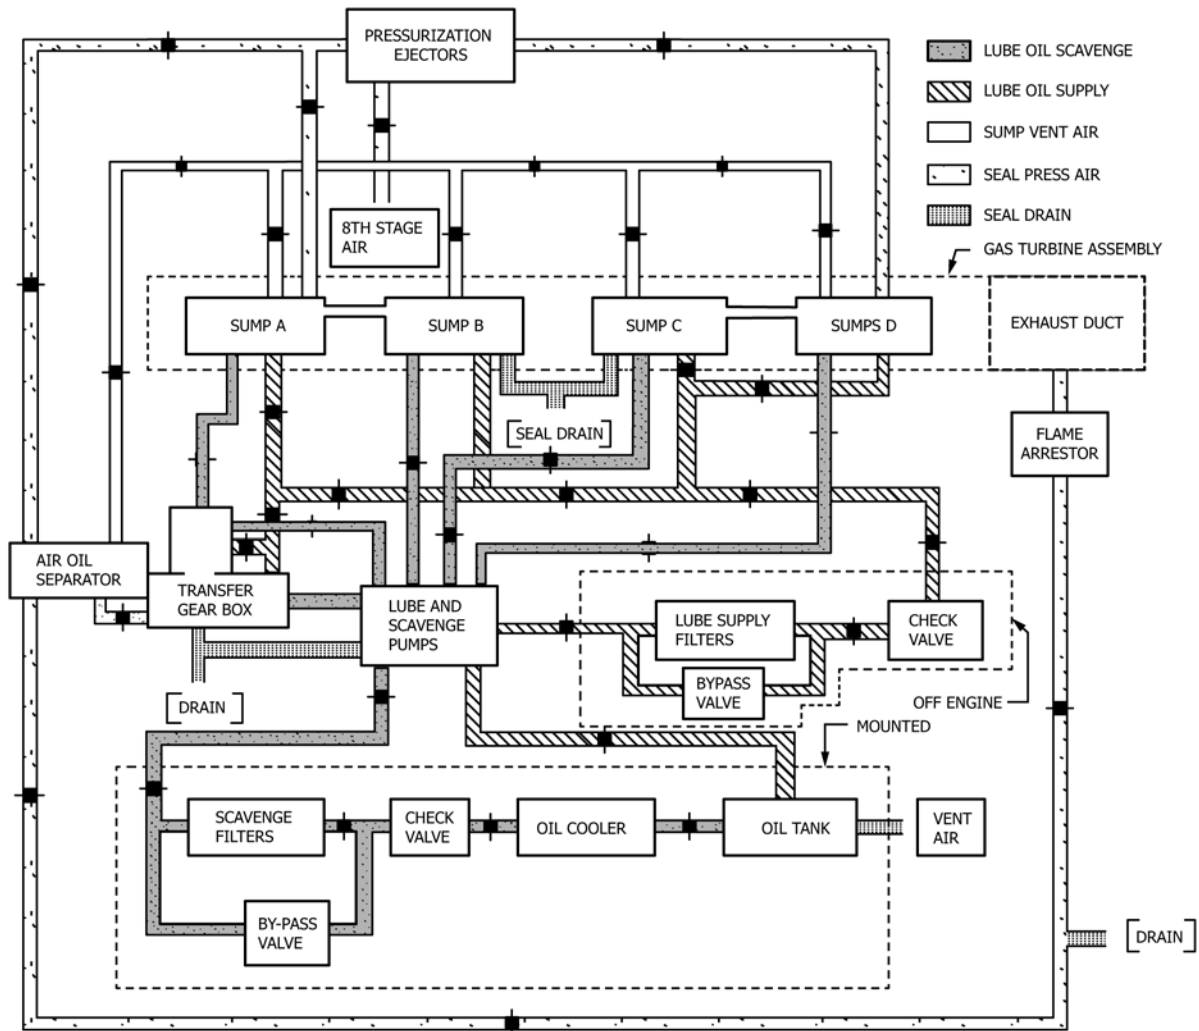 PRESSURIZATION
EJECTORS
LUBE OIL SCAVENGE
LUBE OIL SUPPLY
SUMP VENT AIR
SEAL PRESS AIR
SEAL DRAIN
GAS TURBINE ASSEMBLY
8TH STAGE
AIR
SUMP A
SUMP B
SUMP C
SUMPS D
EXHAUST DUCT
SEAL DRAIN
FLAME
ARRESTOR
AIR OIL
SEPARATOR
TRANSFER
GEAR BOX
LUBE AND
SCAVENGE
PUMPS
LUBE SUPPLY
FILTERS
CHECK
VALVE
BYPASS
VALVE
OFF ENGINE
DRAIN
MOUNTED
SCAVENGE
FILTERS
CHECK
VALVE
OIL COOLER
OIL TANK
VENT
AIR
BY-PASS
VALVE
DRAIN